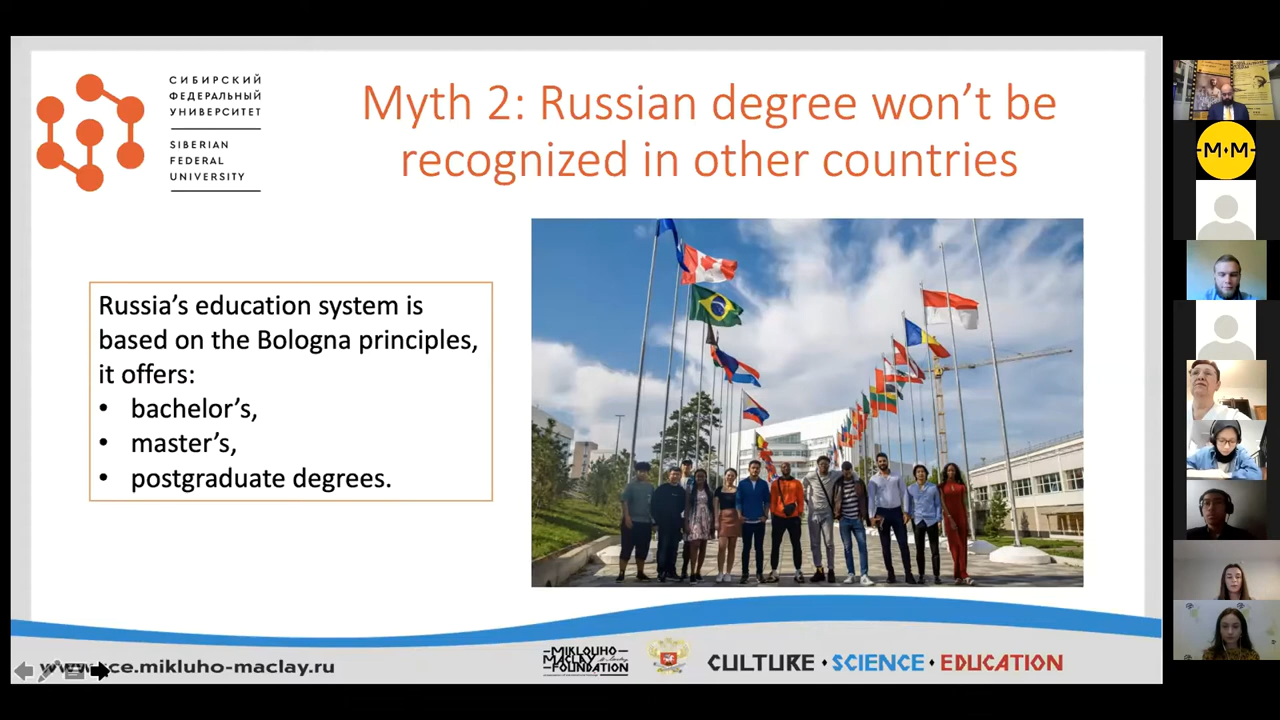 СИБИРСКИЙ
ФЕДЕРАЛЬНЫЙ
УНИВЕРСИТЕТ
SIBERIAN
FEDERAL
UNIVERSITY
Myth 2: Russian degree won’t be
recognized in other countries
Russia’s education system is
based on the Bologna principles,
it offers:
• bachelor’s,
• master’s,
• postgraduate degrees.
ce.mikluho-maclay.ru
MIKLOUHO
MACLAY
FOUNDATION
CULTURE • SCIENCE • EDUCATION
M•M